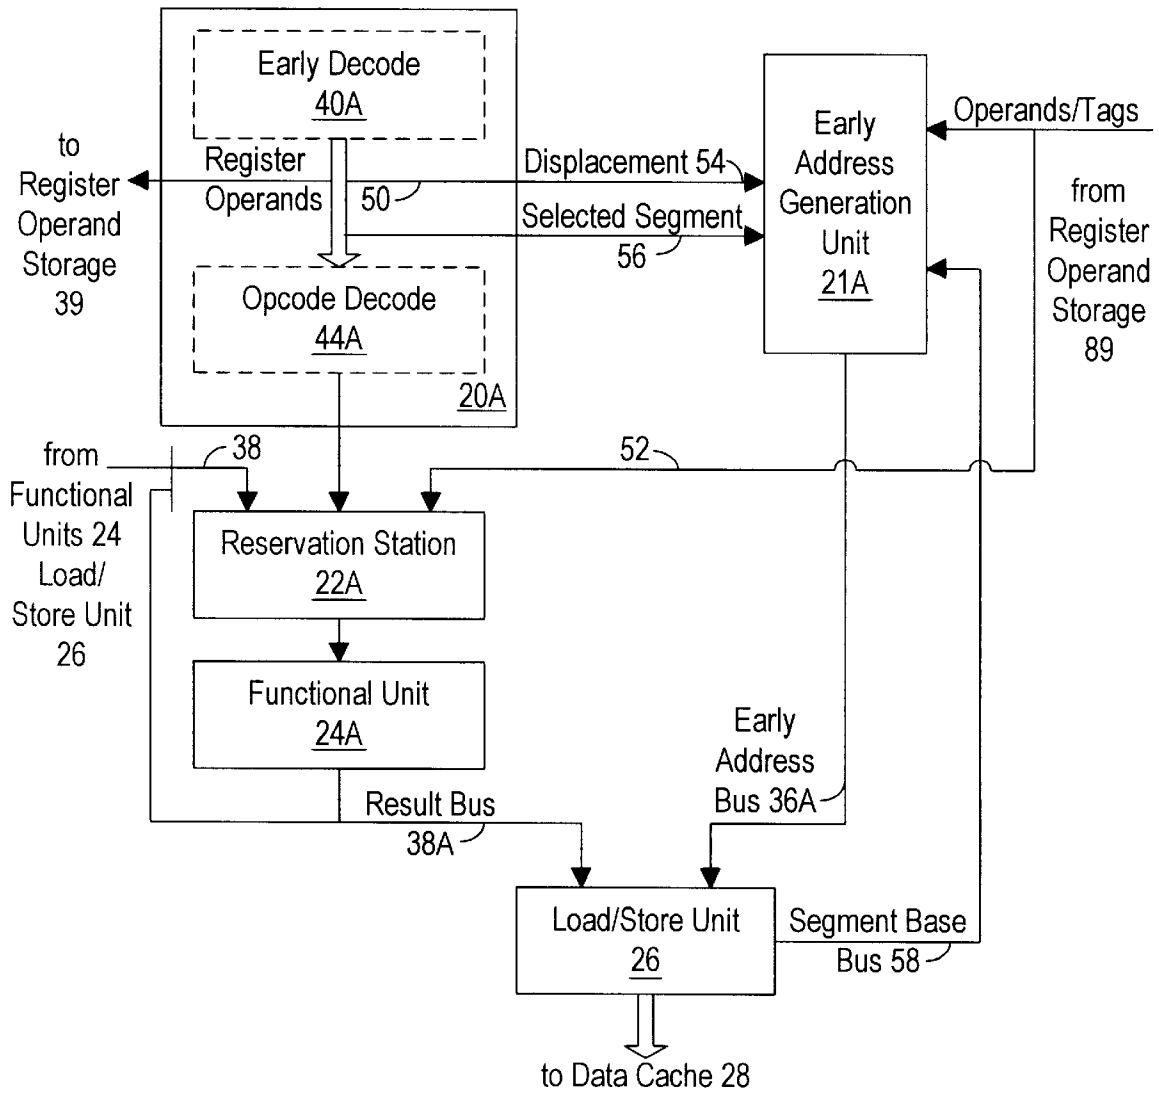 Early Decode
40A
to
Register
Operand
Storage
39
Register
Operands
50
Displacement 54
Selected Segment
56
Early
Address
Generation
Unit
21A
Operands/Tags
from
Register
Operand
Storage
89
Opcode Decode
44A
20A
from
Functional
Units 24
Load/
Store Unit
26
38
52
Reservation Station
22A
Functional Unit
24A
Result Bus
38A
Early
Address
Bus 36A
Load/Store Unit
26
Segment Base
Bus 58
to Data Cache 28